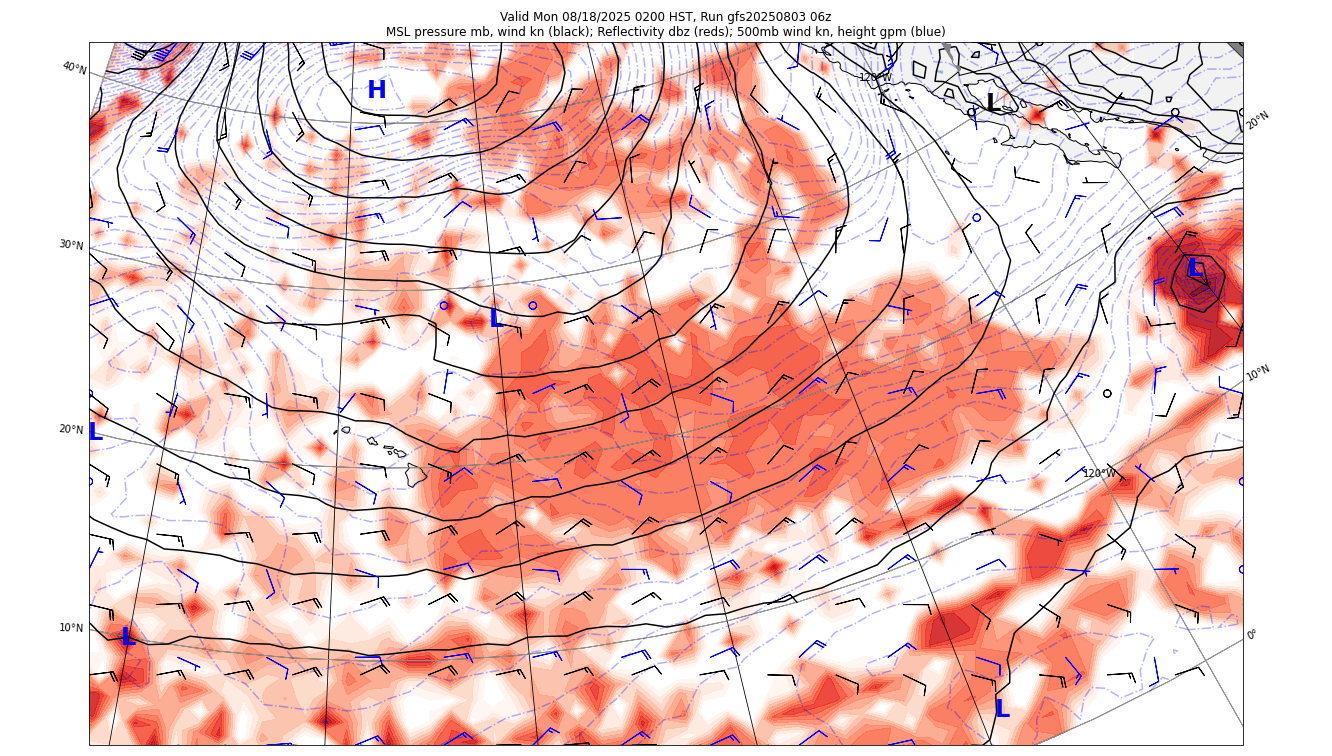 Valid Mon 08/18/2025 0200 HST, Run gfs20250803 06z
MSL pressure mb, wind kn (black); Reflectivity dbz (reds); 500mb wind kn, height gpm (blue)
40°N
H
120°W
L
20°N
30°N
L
L
10°N
20°N
L
120°W
10°N
L
0°
L